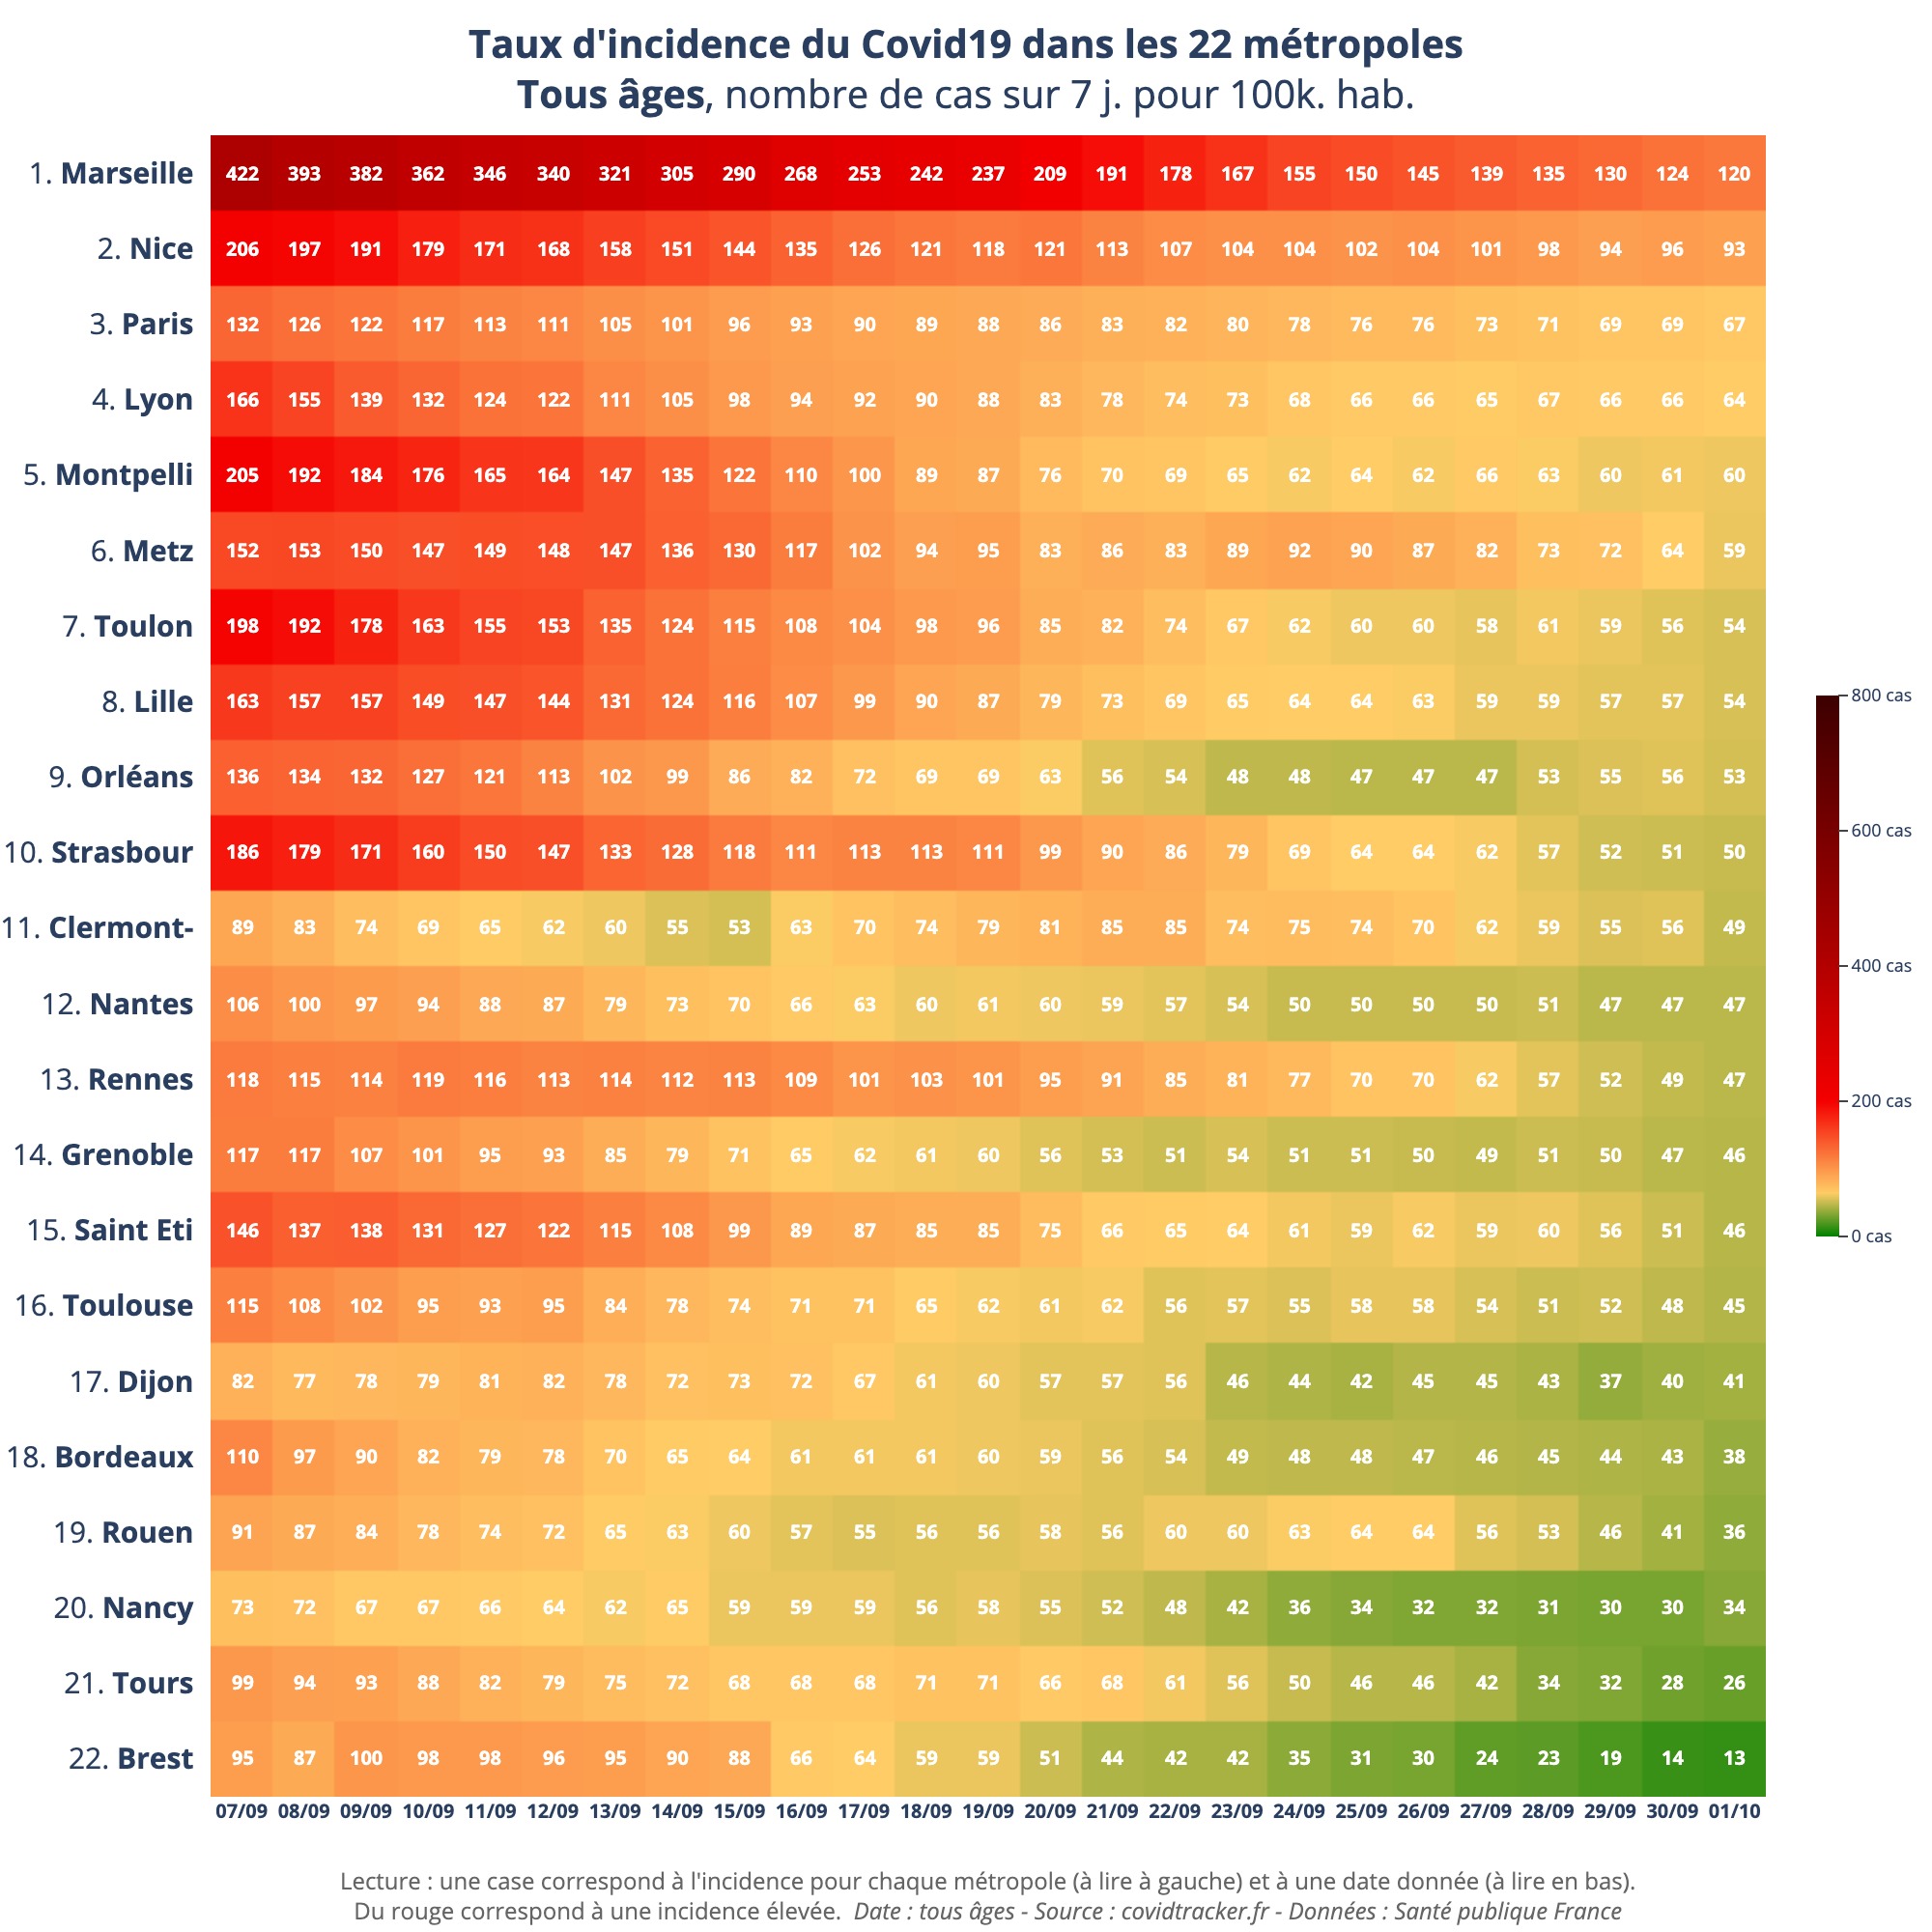 Taux d'incidence du Covid19 dans les 22 métropoles
Tous âges, nombre de cas sur 7 j. pour 100k. hab.
1. Marseille 422 393 382 362 346 340 321 305 290 268 253 242 237 209 191 178 167 155 150 145 139 135 130 124 120
2. Nice 206 197 191 179 171 168 158 151 144 135 126 121 118 121 113 107 104 104 102 104 101 98 94 96 93
3. Paris 132 126 122 117 113 111 105 101 96 93 90 89 88 86 83 82 80 78 76 76 73 71 69 69 67
4. Lyon 166 155 139 132 124 122 111 105 98 94 92 90 88 83 78 74 73 68 66 66 65 67 66 66 64
5. Montpelli 205 192 184 176 165 164 147 135 122 110 100 89 87 76 70 69 65 62 64 62 66 63 60 61 60
6. Metz 152 153 150 147 149 148 147 136 130 117 102 94 95 83 86 83 89 92 90 87 82 73 72 64 59
7. Toulon 198 192 178 163 155 153 135 124 115 108 104 98 96 85 82 74 67 62 60 60 58 61 59 56 54
8. Lille 163 157 157 149 147 144 131 124 116 107 99 90 87 79 73 69 65 64 64 63 59 59 57 57 54
9. Orléans 136 134 132 127 121 113 102 99 86 82 72 69 69 63 56 54 48 48 47 47 47 53 55 56 53
10. Strasbour 186 179 171 160 150 147 133 128 118 111 113 113 111 99 90 86 79 69 64 64 62 57 52 51 50
11. Clermont- 89 83 74 69 65 62 60 55 53 63 70 74 79 81 85 85 74 75 74 70 62 59 55 56 49
12. Nantes 106 100 97 94 88 87 79 73 70 66 63 60 61 60 59 57 54 50 50 50 50 51 47 47 47
13. Rennes 118 115 114 119 116 113 114 112 113 109 101 103 101 95 91 85 81 77 70 70 62 57 52 49 47
14. Grenoble 117 117 107 101 95 93 85 79 71 65 62 61 60 56 53 51 54 51 51 50 49 51 50 47 46
15. Saint Eti 146 137 138 131 127 122 115 108 99 89 87 85 85 75 66 65 64 61 59 62 59 60 56 51 46
16. Toulouse 115 108 102 95 93 95 84 78 74 71 71 65 62 61 62 56 57 55 58 58 54 51 52 48 45
17. Dijon 82 77 78 79 81 82 78 72 73 72 67 61 60 57 57 56 46 44 42 45 45 43 37 40 41
18. Bordeaux 110 97 90 82 79 78 70 65 64 61 61 61 60 59 56 54 49 48 48 47 46 45 44 43 38
19. Rouen 91 87 84 78 74 72 65 63 60 57 55 56 56 58 56 60 60 63 64 64 56 53 46 41 36
20. Nancy 73 72 67 67 66 64 62 65 59 59 59 56 58 55 52 48 42 36 34 32 32 31 30 30 34
21. Tours 99 94 93 88 82 79 75 72 68 68 68 71 71 66 68 61 56 50 46 46 42 34 32 28 26
22. Brest 95 87 100 98 98 96 95 90 88 66 64 59 59 51 44 42 42 35 31 30 24 23 19 14 13
07/09 08/09 09/09 10/09 11/09 12/09 13/09 14/09 15/09 16/09 17/09 18/09 19/09 20/09 21/09 22/09 23/09 24/09 25/09 26/09 27/09 28/09 29/09 30/09 01/10
800 cas
600 cas
400 cas
200 cas
0 cas
Lecture : une case correspond à l'incidence pour chaque métropole (à lire à gauche) et à une date donnée (à lire en bas).
Du rouge correspond à une incidence élevée. Date : tous âges - Source : covidtracker.fr - Données : Santé publique France